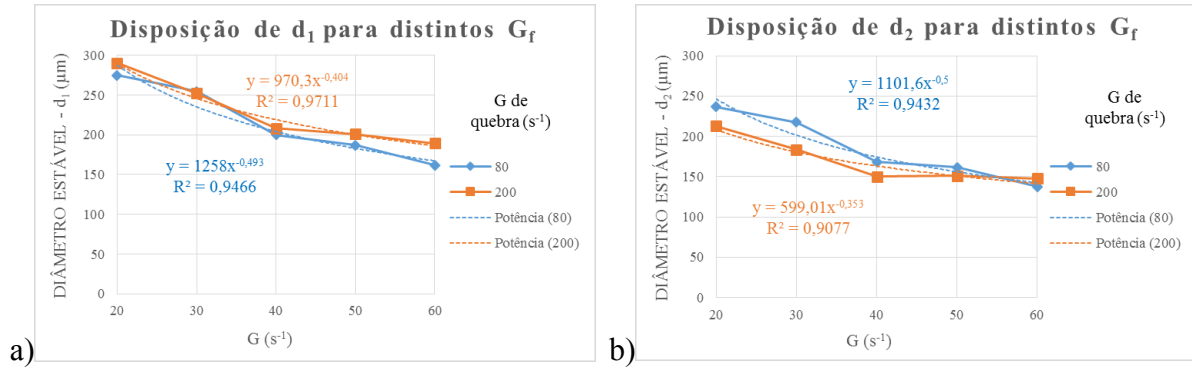 Disposição de d₁ para distintos G_f
DIÂMETRO ESTÁVEL - d₁ (µm)
300
250
200
150
100
50
0
y = 970,3x^-0,404
R² = 0,9711
y = 1258x^-0,493
R² = 0,9466
20 30 40 50 60
G (s⁻¹)
G de
quebra (s⁻¹)
80
200
Potência (80)
Potência (200)
a)
Disposição de d₂ para distintos G_f
DIÂMETRO ESTÁVEL - d₂ (µm)
300
250
200
150
100
50
0
y = 1101,6x^-0,5
R² = 0,9432
y = 599,01x^-0,353
R² = 0,9077
20 30 40 50 60
G (s⁻¹)
G de
quebra (s⁻¹)
80
200
Potência (80)
Potência (200)
b)